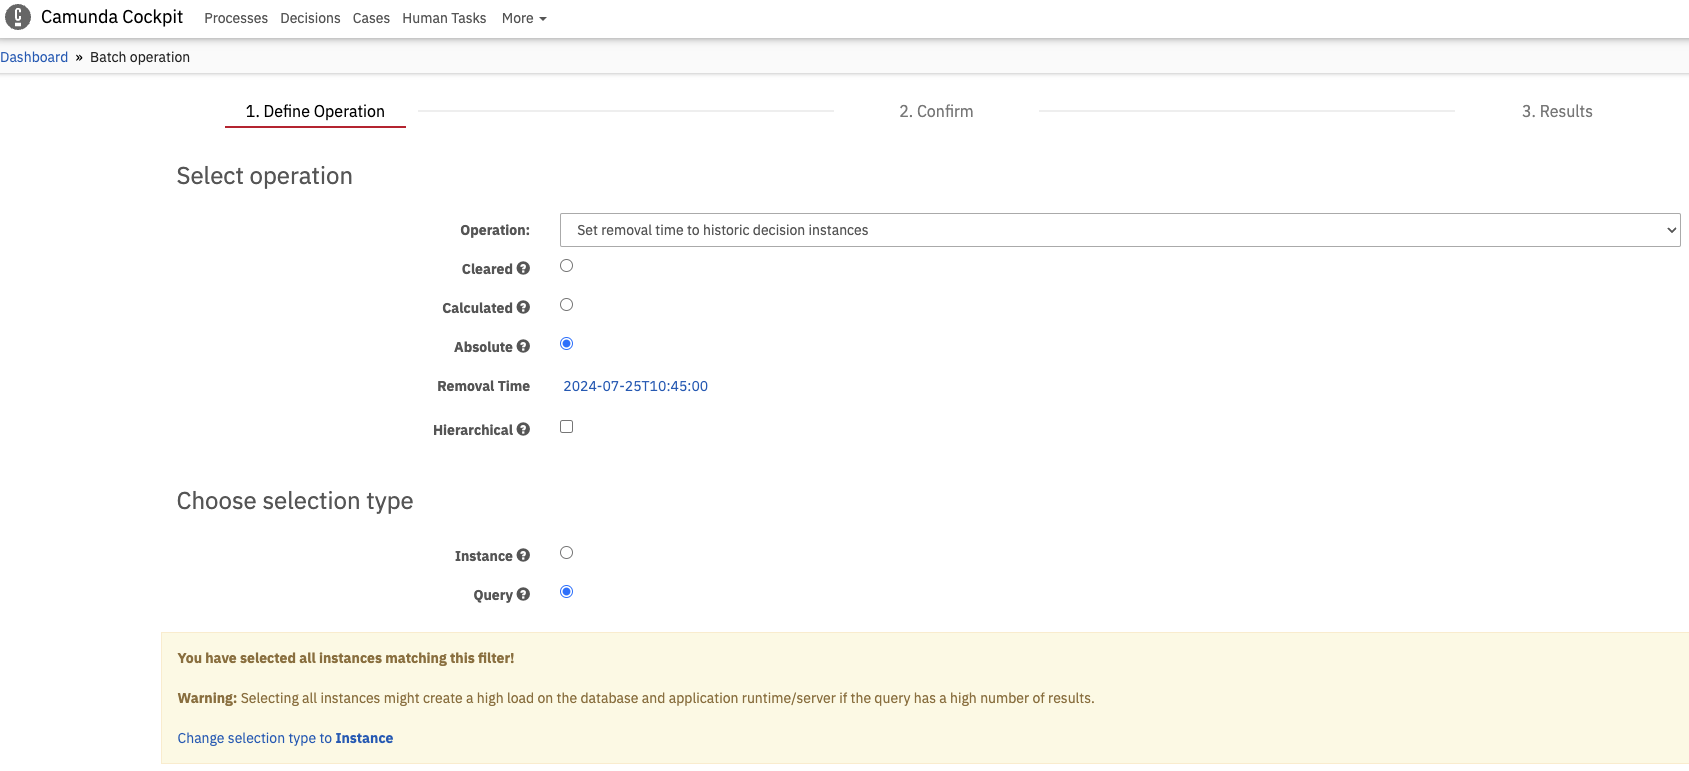 Camunda Cockpit Processes Decisions Cases Human Tasks More
Dashboard » Batch operation
1. Define Operation 2. Confirm 3. Results
Select operation
Operation: Set removal time to historic decision instances
Cleared
Calculated
Absolute
Removal Time 2024-07-25T10:45:00
Hierarchical
Choose selection type
Instance
Query
You have selected all instances matching this filter!
Warning: Selecting all instances might create a high load on the database and application runtime/server if the query has a high number of results.
Change selection type to Instance